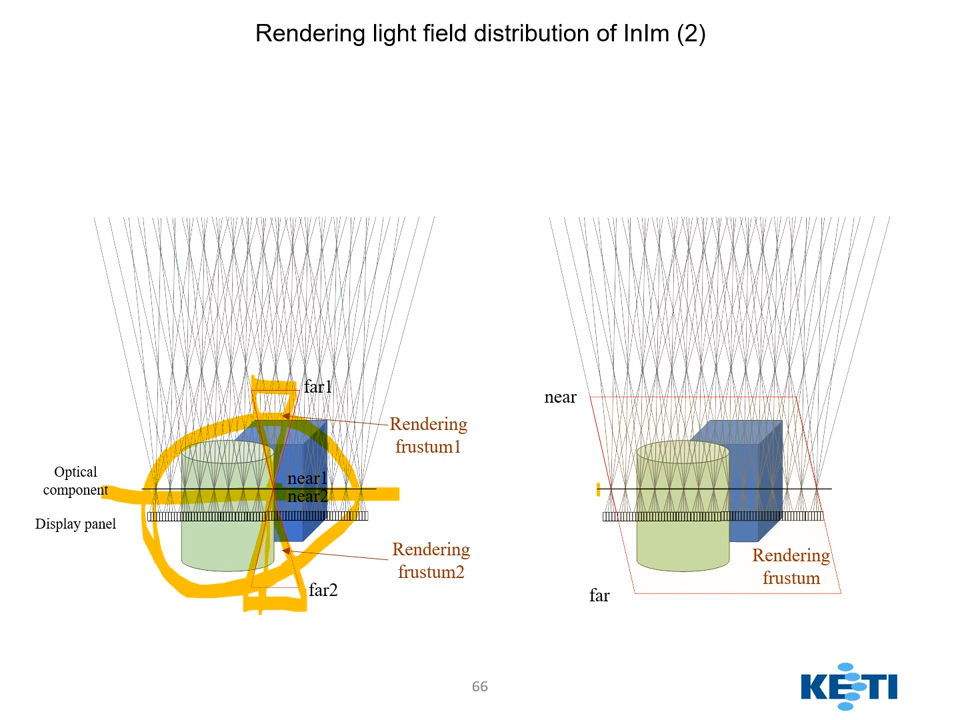 Rendering light field distribution of InIm (2)
far1
Rendering
frustum1
Optical
component
near1
near2
Display panel
Rendering
frustum2
far2
near
Rendering
frustum
far
66
KETI